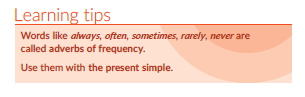 Learning tips
Words like always, often, sometimes, rarely, never are
called adverbs of frequency.
Use them with the present simple.